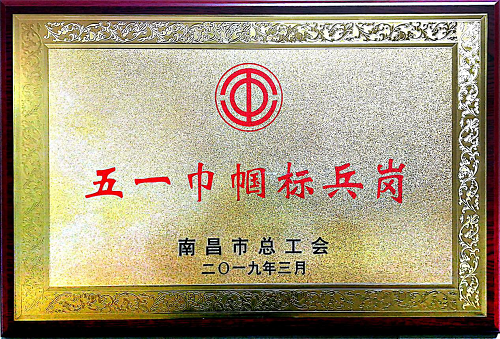 五一巾帼标兵岗
南昌市总工会
二〇一九年三月